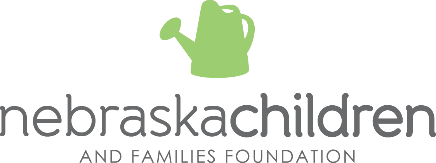 nebraskachildren
AND FAMILIES FOUNDATION